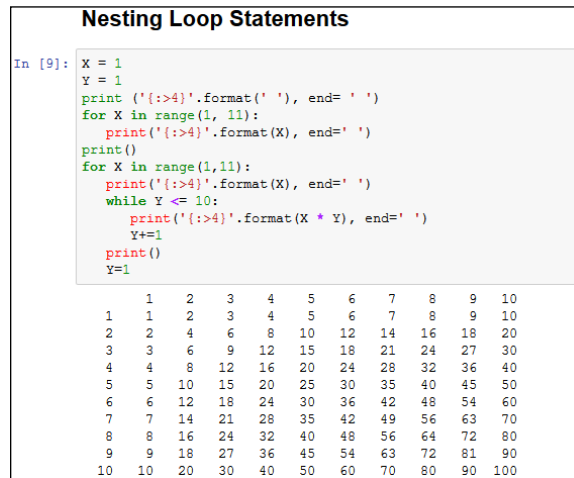 Nesting Loop Statements
In [9]: X = 1
Y = 1
print ('{:>4}'.format(' '), end= ' ')
for X in range(1, 11):
   print('{:>4}'.format(X), end=' ')
print()
for X in range(1,11):
   print('{:>4}'.format(X), end=' ')
   while Y <= 10:
      print('{:>4}'.format(X * Y), end=' ')
      Y+=1
   print()
   Y=1
1 2 3 4 5 6 7 8 9 10
1 1 2 3 4 5 6 7 8 9 10
2 2 4 6 8 10 12 14 16 18 20
3 3 6 9 12 15 18 21 24 27 30
4 4 8 12 16 20 24 28 32 36 40
5 5 10 15 20 25 30 35 40 45 50
6 6 12 18 24 30 36 42 48 54 60
7 7 14 21 28 35 42 49 56 63 70
8 8 16 24 32 40 48 56 64 72 80
9 9 18 27 36 45 54 63 72 81 90
10 10 20 30 40 50 60 70 80 90 100